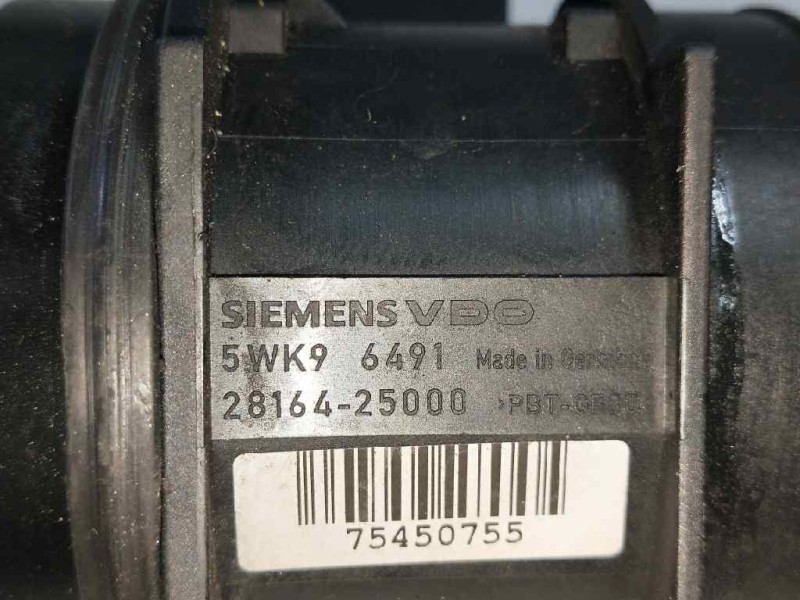 SIEMENS VDO
5WK9 6491 Made in Germany
28164-25000
75450755